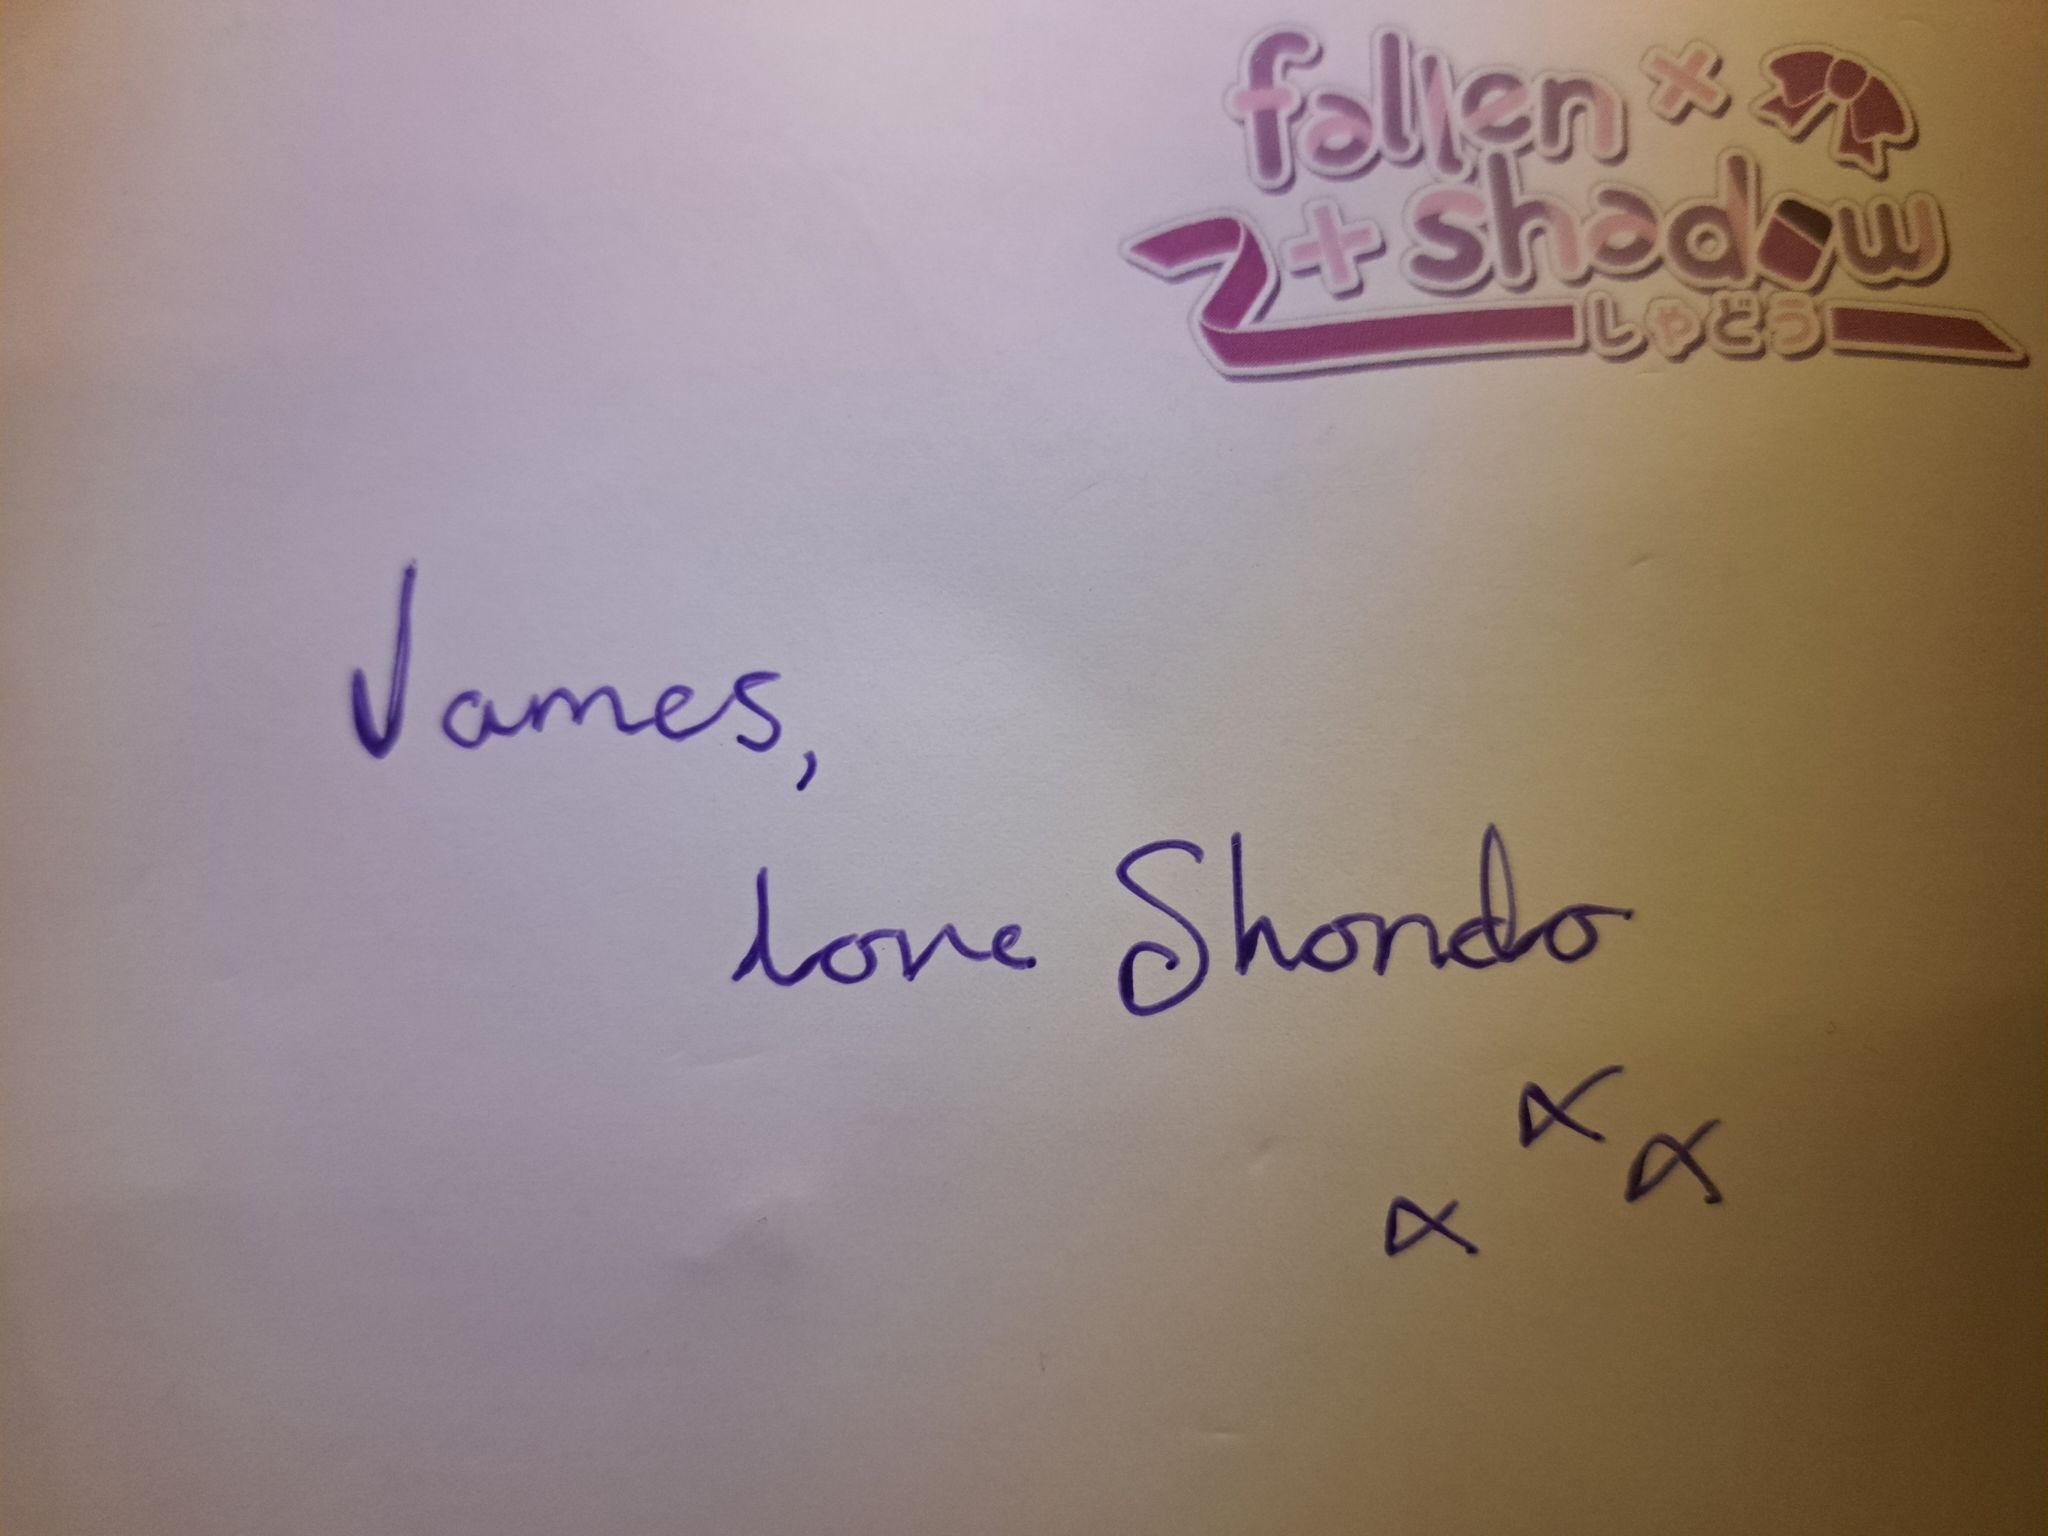 fallen
shadow
しゃどう
James,
love Shondo
x
x
x